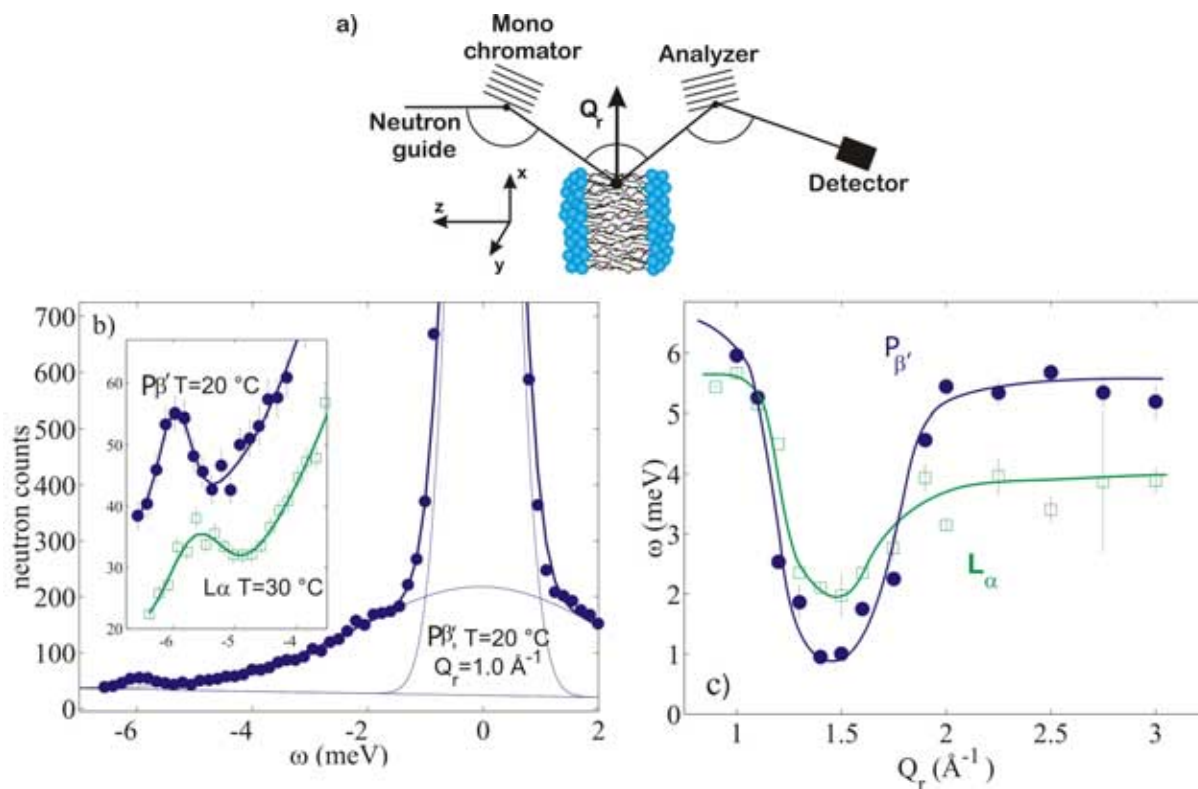 a)
Mono
chromator
Analyzer
Neutron
guide
Qr
Detector
x
z
y
b)
neutron counts
700
600
500
400
300
200
100
0
-6
-4
-2
0
2
ω (meV)
Pβ' T=20 °C
Lα T=30 °C
60
50
40
30
20
-6
-5
-4
Pβ', T=20 °C
Qr=1.0 Å⁻¹
c)
ω (meV)
6
5
4
3
2
1
0
1
1.5
2
2.5
3
Qr (Å⁻¹)
Pβ'
Lα